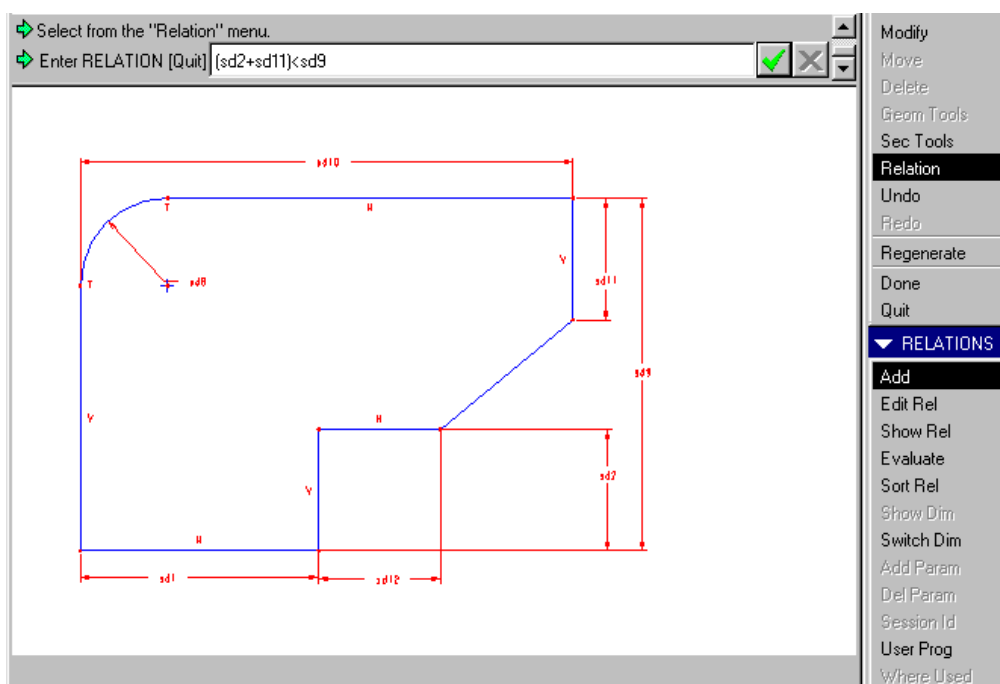 Select from the "Relation" menu.
Enter RELATION [Quit] (sd2+sd11)<sd9
sd10
T
H
V
T
sd8
sd11
sd9
V
H
V
sd2
H
sd1
sd12
Modify
Move
Delete
Geom Tools
Sec Tools
Relation
Undo
Redo
Regenerate
Done
Quit
RELATIONS
Add
Edit Rel
Show Rel
Evaluate
Sort Rel
Show Dim
Switch Dim
Add Param
Del Param
Session Id
User Prog
Where Used